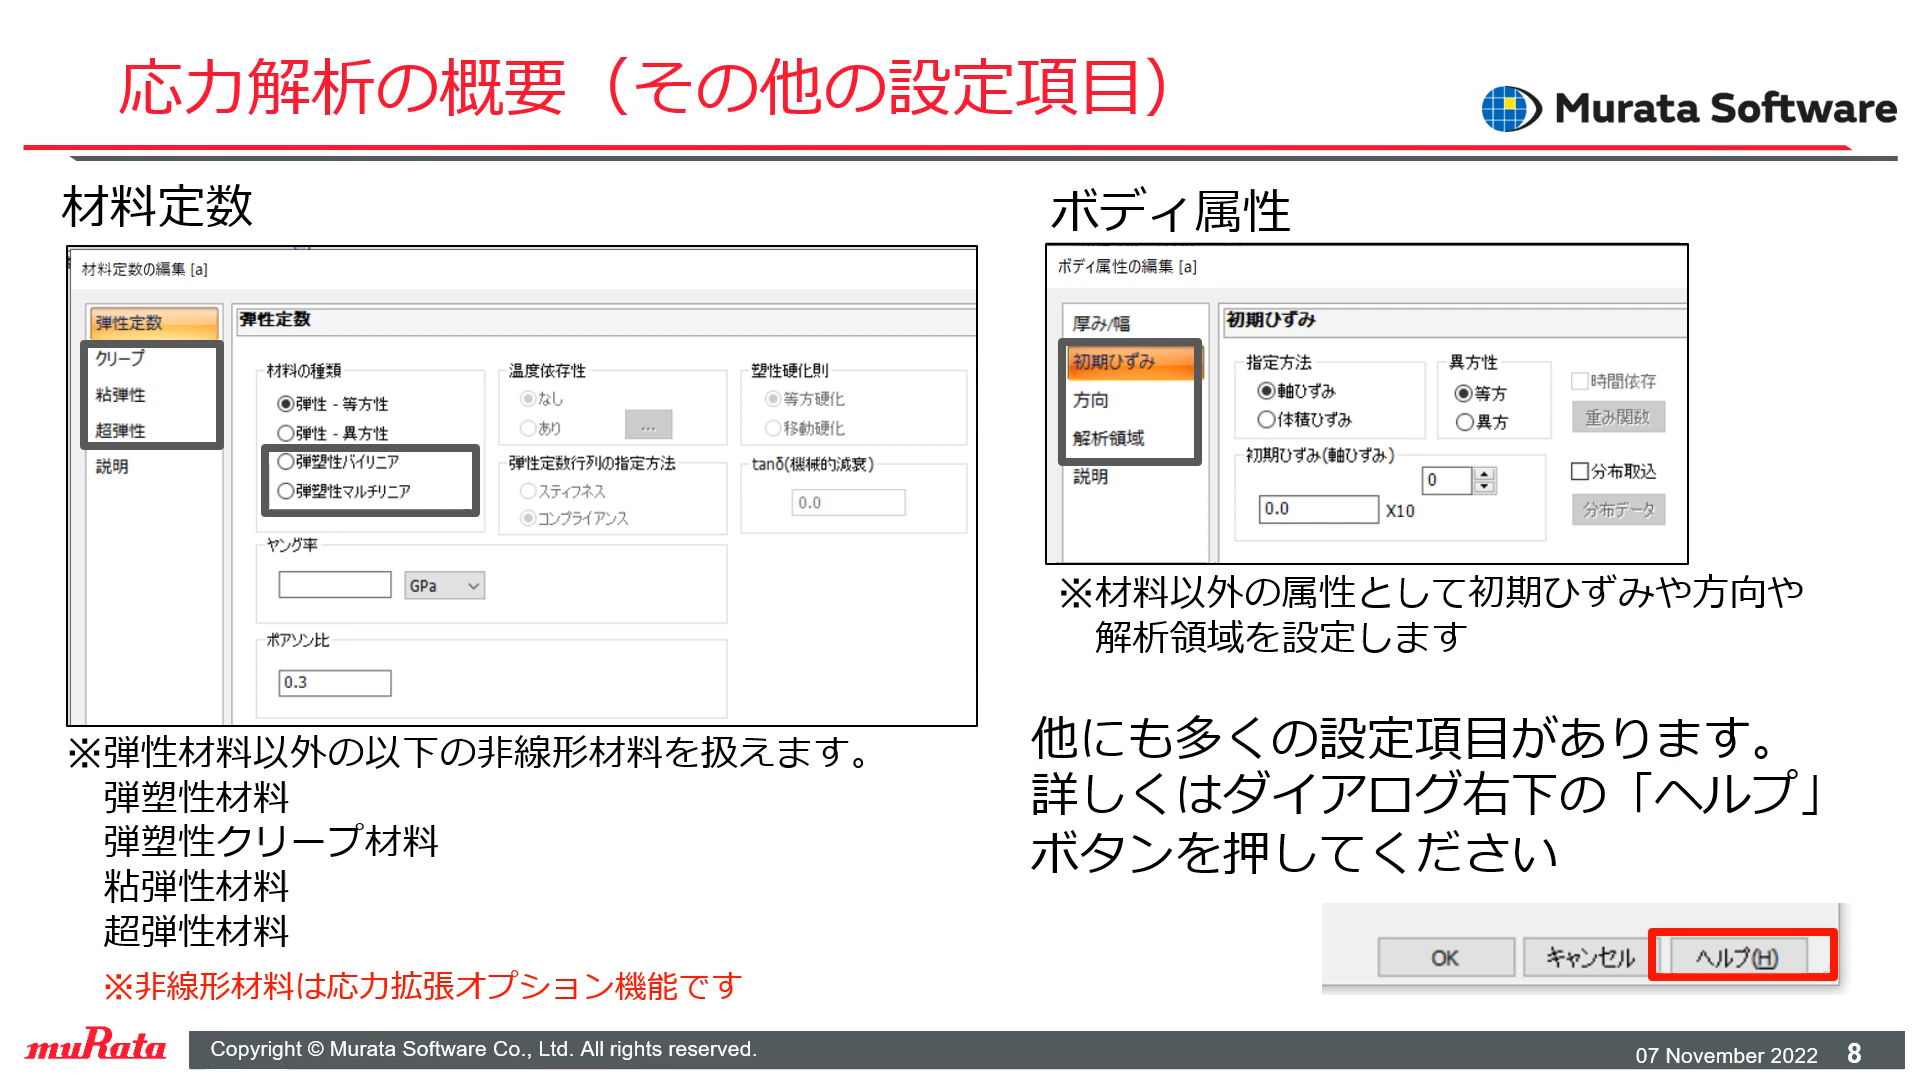 応力解析の概要（その他の設定項目）
Murata Software
材料定数
材料定数の編集 [a]
弾性定数
クリープ
粘弾性
超弾性
説明
弾性定数
材料の種類
弾性 - 等方性
弾性 - 異方性
弾塑性バイリニア
弾塑性マルチリニア
温度依存性
なし
あり
...
弾性定数行列の指定方法
スティフネス
コンプライアンス
塑性硬化則
等方硬化
移動硬化
tanδ(機械的減衰)
0.0
ヤング率
GPa
ポアソン比
0.3
※弾性材料以外の以下の非線形材料を扱えます。
弾塑性材料
弾塑性クリープ材料
粘弾性材料
超弾性材料
※非線形材料は応力拡張オプション機能です
ボディ属性
ボディ属性の編集 [a]
厚み/幅
初期ひずみ
方向
解析領域
説明
初期ひずみ
指定方法
軸ひずみ
体積ひずみ
異方性
等方
異方
時間依存
重み関数
初期ひずみ(軸ひずみ)
0
0.0 X10
分布取込
分布データ
※材料以外の属性として初期ひずみや方向や
解析領域を設定します
他にも多くの設定項目があります。
詳しくはダイアログ右下の「ヘルプ」
ボタンを押してください
OK キャンセル ヘルプ(H)
muRata
Copyright © Murata Software Co., Ltd. All rights reserved.
07 November 2022 8